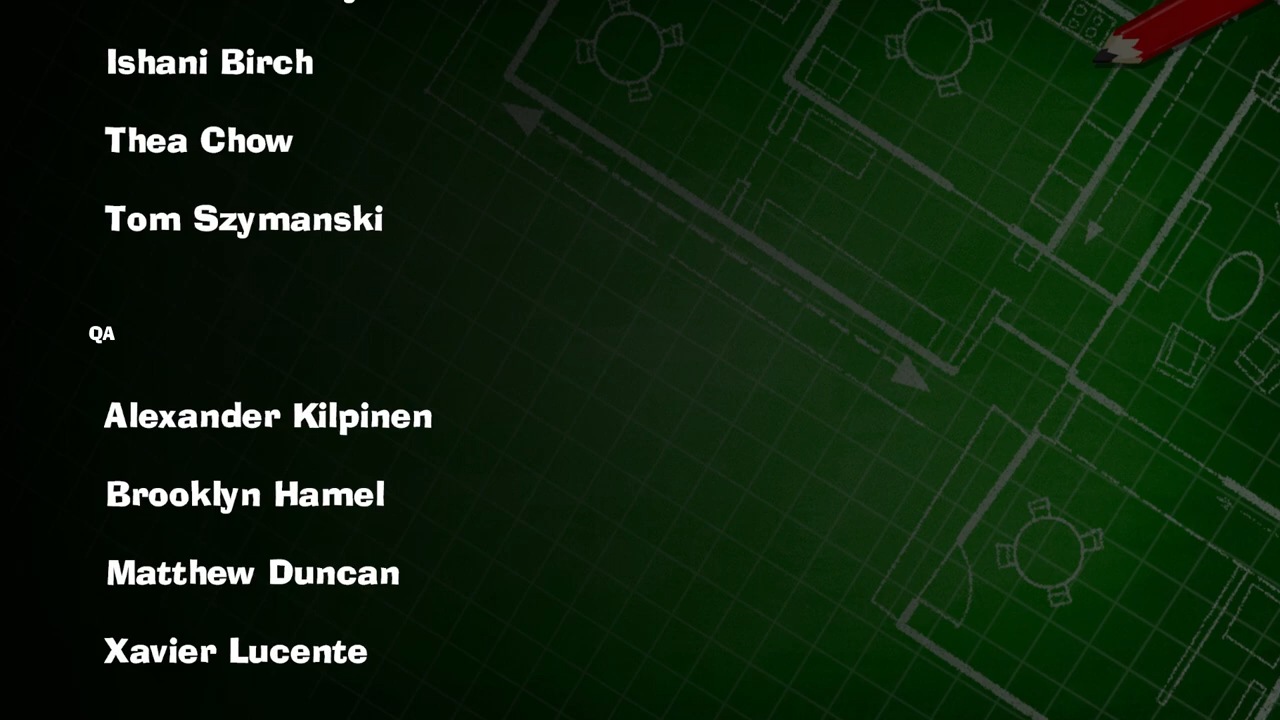 Ishani Birch
Thea Chow
Tom Szymanski
QA
Alexander Kilpinen
Brooklyn Hamel
Matthew Duncan
Xavier Lucente